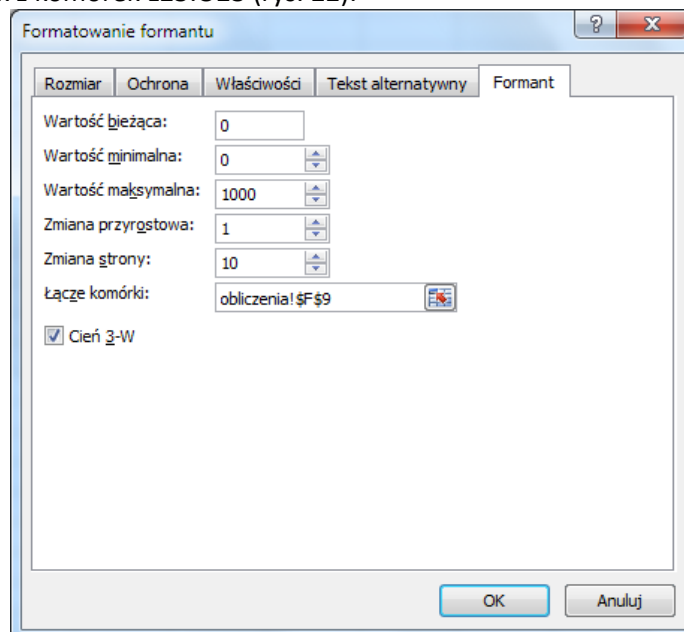 Formatowanie formantu
Rozmiar Ochrona Właściwości Tekst alternatywny Formant
Wartość bieżąca: 0
Wartość minimalna: 0
Wartość maksymalna: 1000
Zmiana przyrostowa: 1
Zmiana strony: 10
Łącze komórki: obliczenia!$F$9
Cień 3-W
OK Anuluj